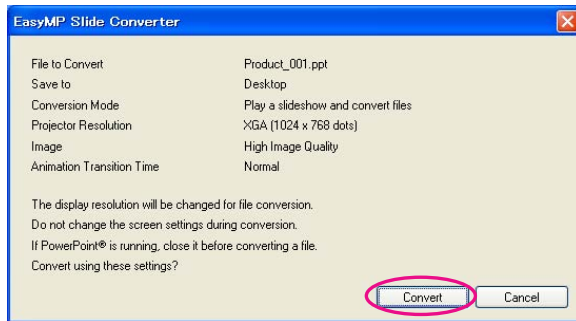 EasyMP Slide Converter
File to Convert Product_001.ppt
Save to Desktop
Conversion Mode Play a slideshow and convert files
Projector Resolution XGA (1024 x 768 dots)
Image High Image Quality
Animation Transition Time Normal
The display resolution will be changed for file conversion.
Do not change the screen settings during conversion.
If PowerPoint® is running, close it before converting a file.
Convert using these settings?
Convert Cancel